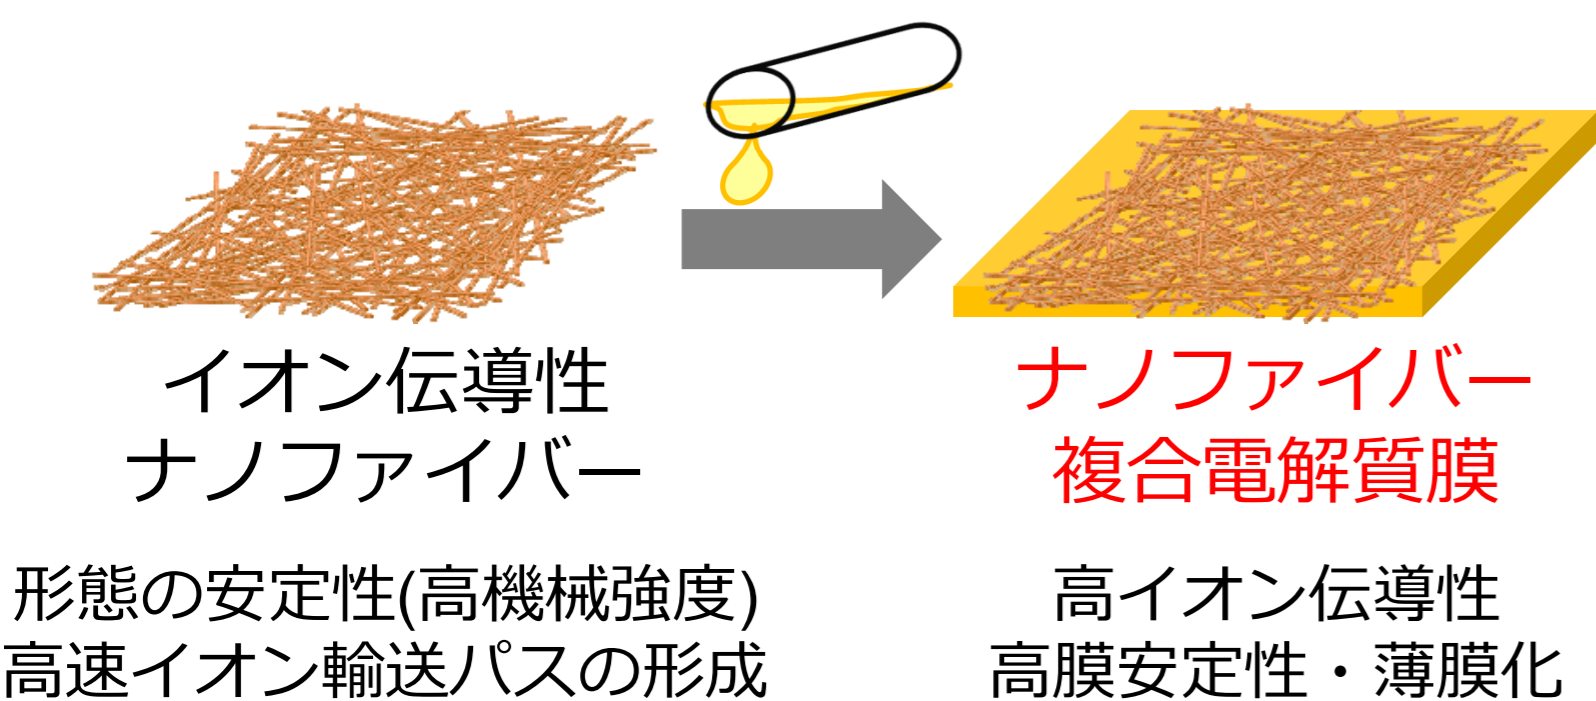 イオン伝導性
ナノファイバー
形態の安定性(高機械強度)
高速イオン輸送パスの形成
ナノファイバー
複合電解質膜
高イオン伝導性
高膜安定性・薄膜化